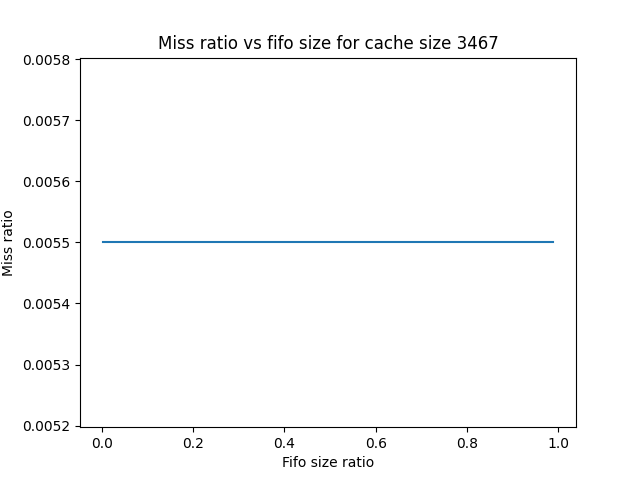 Miss ratio vs fifo size for cache size 3467
0.0058
0.0057
0.0056
0.0055
0.0054
0.0053
0.0052
Miss ratio
0.0 0.2 0.4 0.6 0.8 1.0
Fifo size ratio